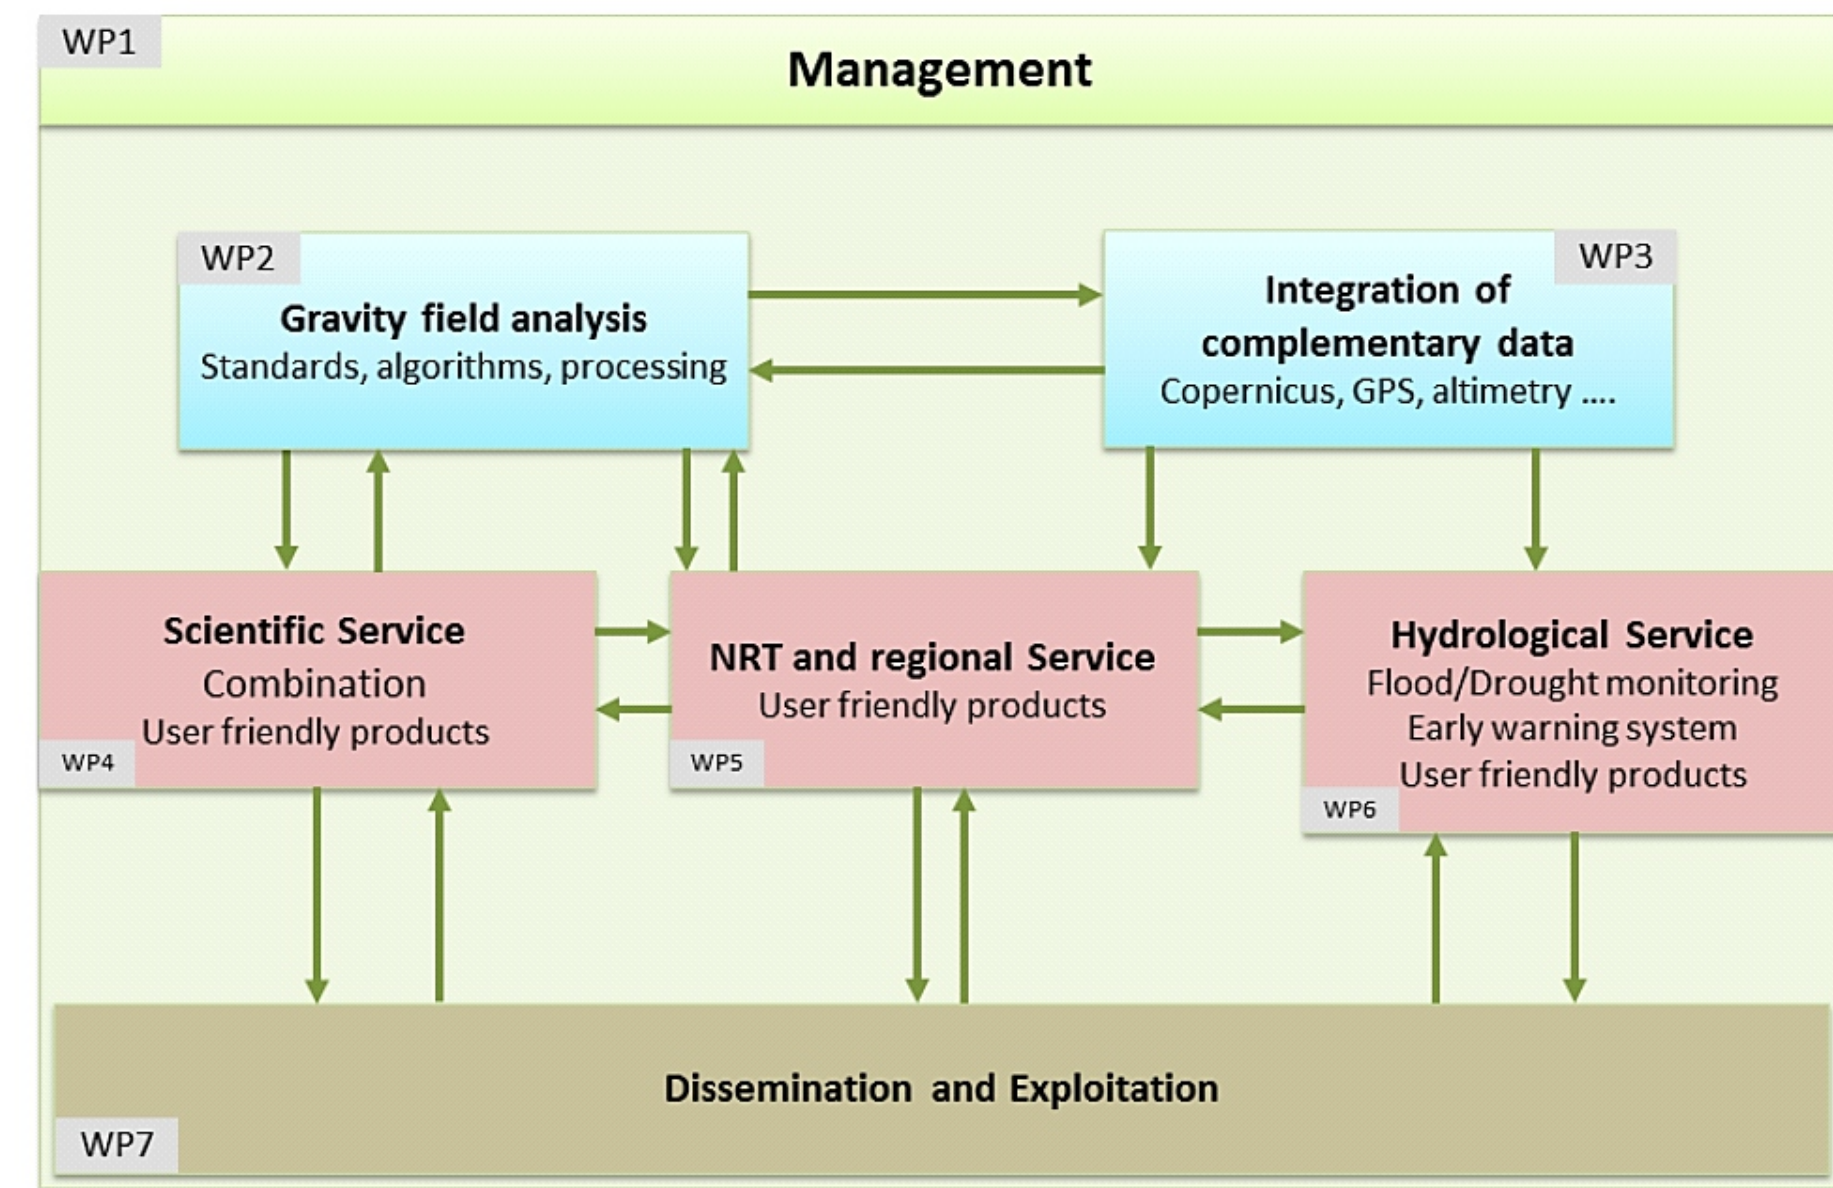 WP1
Management
WP2
Gravity field analysis
Standards, algorithms, processing
WP3
Integration of
complementary data
Copernicus, GPS, altimetry ....
Scientific Service
Combination
User friendly products
WP4
NRT and regional Service
User friendly products
WP5
Hydrological Service
Flood/Drought monitoring
Early warning system
User friendly products
WP6
Dissemination and Exploitation
WP7